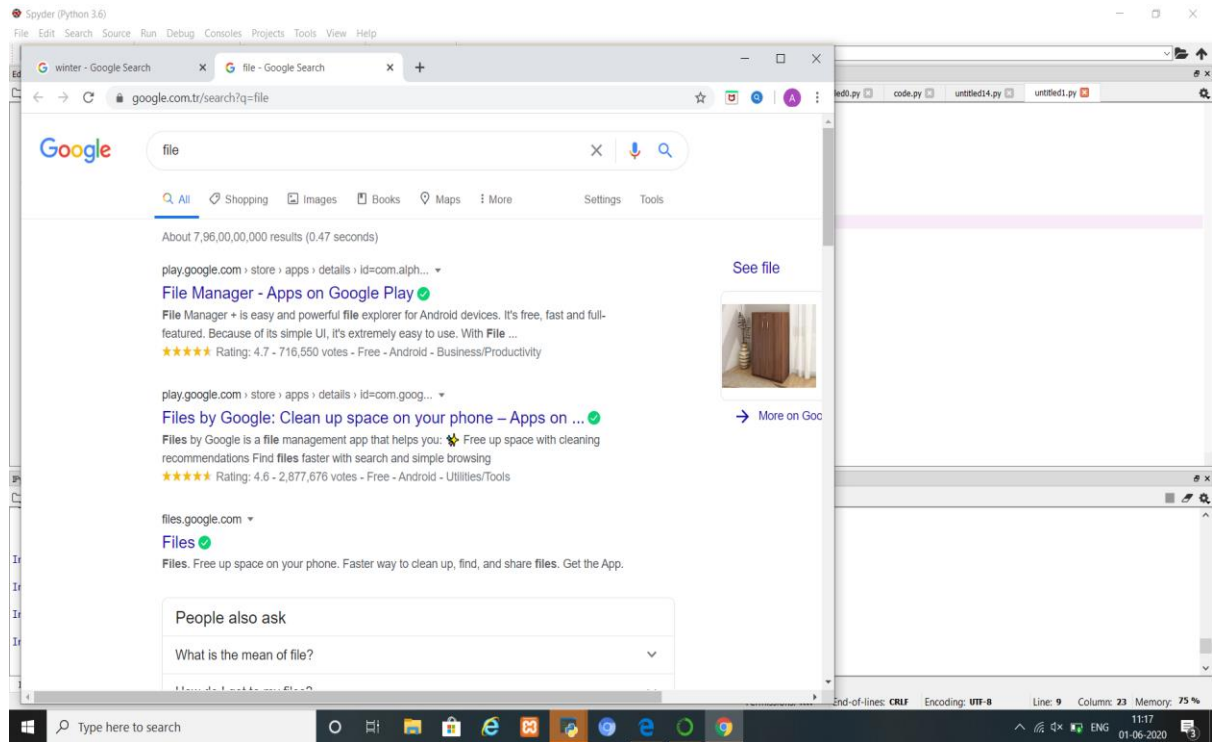 Spyder (Python 3.6)
File Edit Search Source Run Debug Consoles Projects Tools View Help
winter - Google Search
file - Google Search
google.com.tr/search?q=file
A
code.py
untitled14.py
untitled1.py
Google
file
All Shopping Images Books Maps More Settings Tools
About 7,96,00,00,000 results (0.47 seconds)
play.google.com › store › apps › details › id=com.alph...
File Manager - Apps on Google Play
File Manager + is easy and powerful file explorer for Android devices. It's free, fast and full-
featured. Because of its simple UI, it's extremely easy to use. With File ...
Rating: 4.7 - 716,550 votes - Free - Android - Business/Productivity
play.google.com › store › apps › details › id=com.goog...
Files by Google: Clean up space on your phone – Apps on ...
Files by Google is a file management app that helps you: Free up space with cleaning
recommendations Find files faster with search and simple browsing
Rating: 4.6 - 2,877,676 votes - Free - Android - Utilities/Tools
files.google.com
Files
Files. Free up space on your phone. Faster way to clean up, find, and share files. Get the App.
People also ask
What is the mean of file?
See file
More on Goo
End-of-lines: CRLF Encoding: UTF-8 Line: 9 Column: 23 Memory: 75 %
Type here to search
ENG
11:17
01-06-2020
3